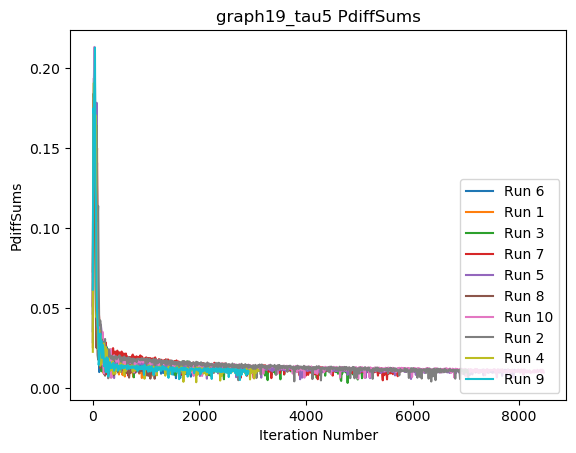 graph19_tau5 PdiffSums
0.20
0.15
0.10
0.05
0.00
PdiffSums
Run 6
Run 1
Run 3
Run 7
Run 5
Run 8
Run 10
Run 2
Run 4
Run 9
0
2000
4000
6000
8000
Iteration Number